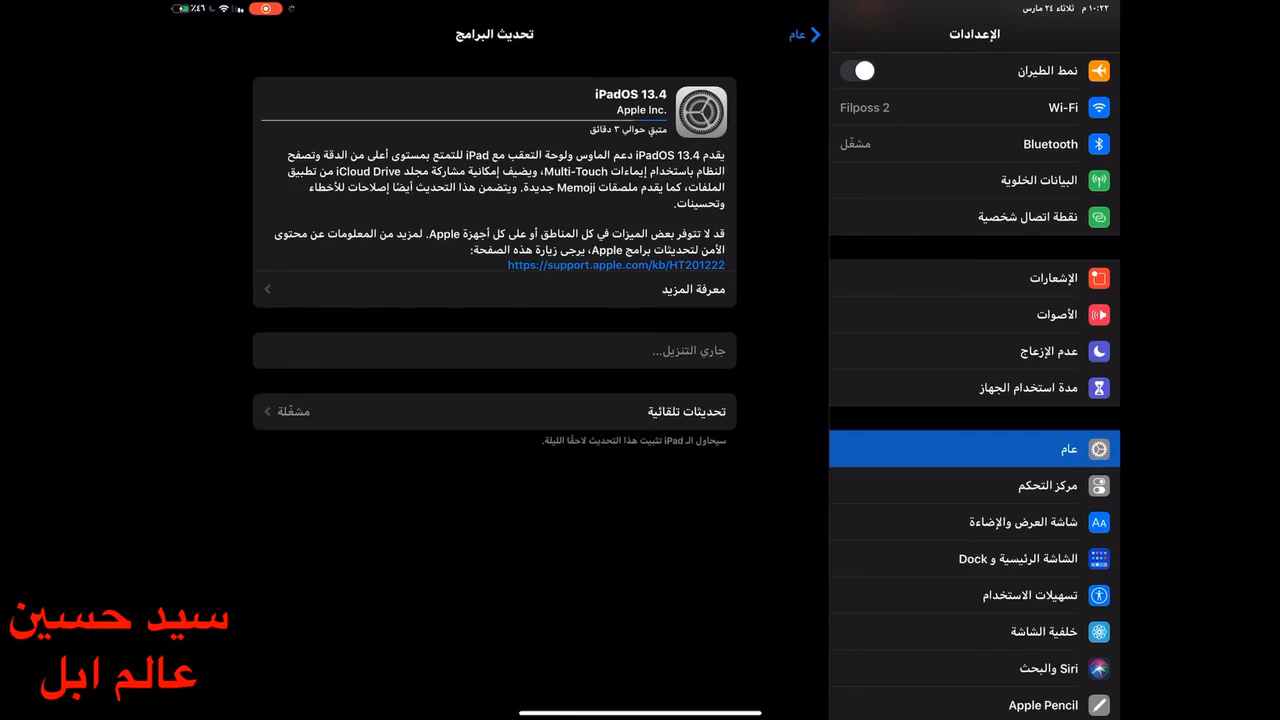 ١٠:٢٢ م  ثلاثاء ٢٤ مارس
٪٤٦
الإعدادات
نمط الطيران
Wi-Fi
Filposs 2
Bluetooth
مشغّل
البيانات الخلوية
نقطة اتصال شخصية
الإشعارات
الأصوات
عدم الإزعاج
مدة استخدام الجهاز
عام
مركز التحكم
شاشة العرض والإضاءة
الشاشة الرئيسية و Dock
تسهيلات الاستخدام
خلفية الشاشة
Siri والبحث
Apple Pencil
عام
تحديث البرامج
iPadOS 13.4
Apple Inc.
متبقٍ حوالي ٣ دقائق
يقدم iPadOS 13.4 دعم الماوس ولوحة التعقب مع iPad للتمتع بمستوى أعلى من الدقة وتصفح
النظام باستخدام إيماءات Multi-Touch، ويضيف إمكانية مشاركة مجلد iCloud Drive من تطبيق
الملفات، كما يقدم ملصقات Memoji جديدة. ويتضمن هذا التحديث أيضًا إصلاحات للأخطاء
وتحسينات.
قد لا تتوفر بعض الميزات في كل المناطق أو على كل أجهزة Apple. لمزيد من المعلومات عن محتوى
الأمن لتحديثات برامج Apple، يرجى زيارة هذه الصفحة:
https://support.apple.com/kb/HT201222
معرفة المزيد
جاري التنزيل...
تحديثات تلقائية
مشغّلة
سيحاول الـ iPad تثبيت هذا التحديث لاحقًا الليلة.
سيد حسين
عالم ابل